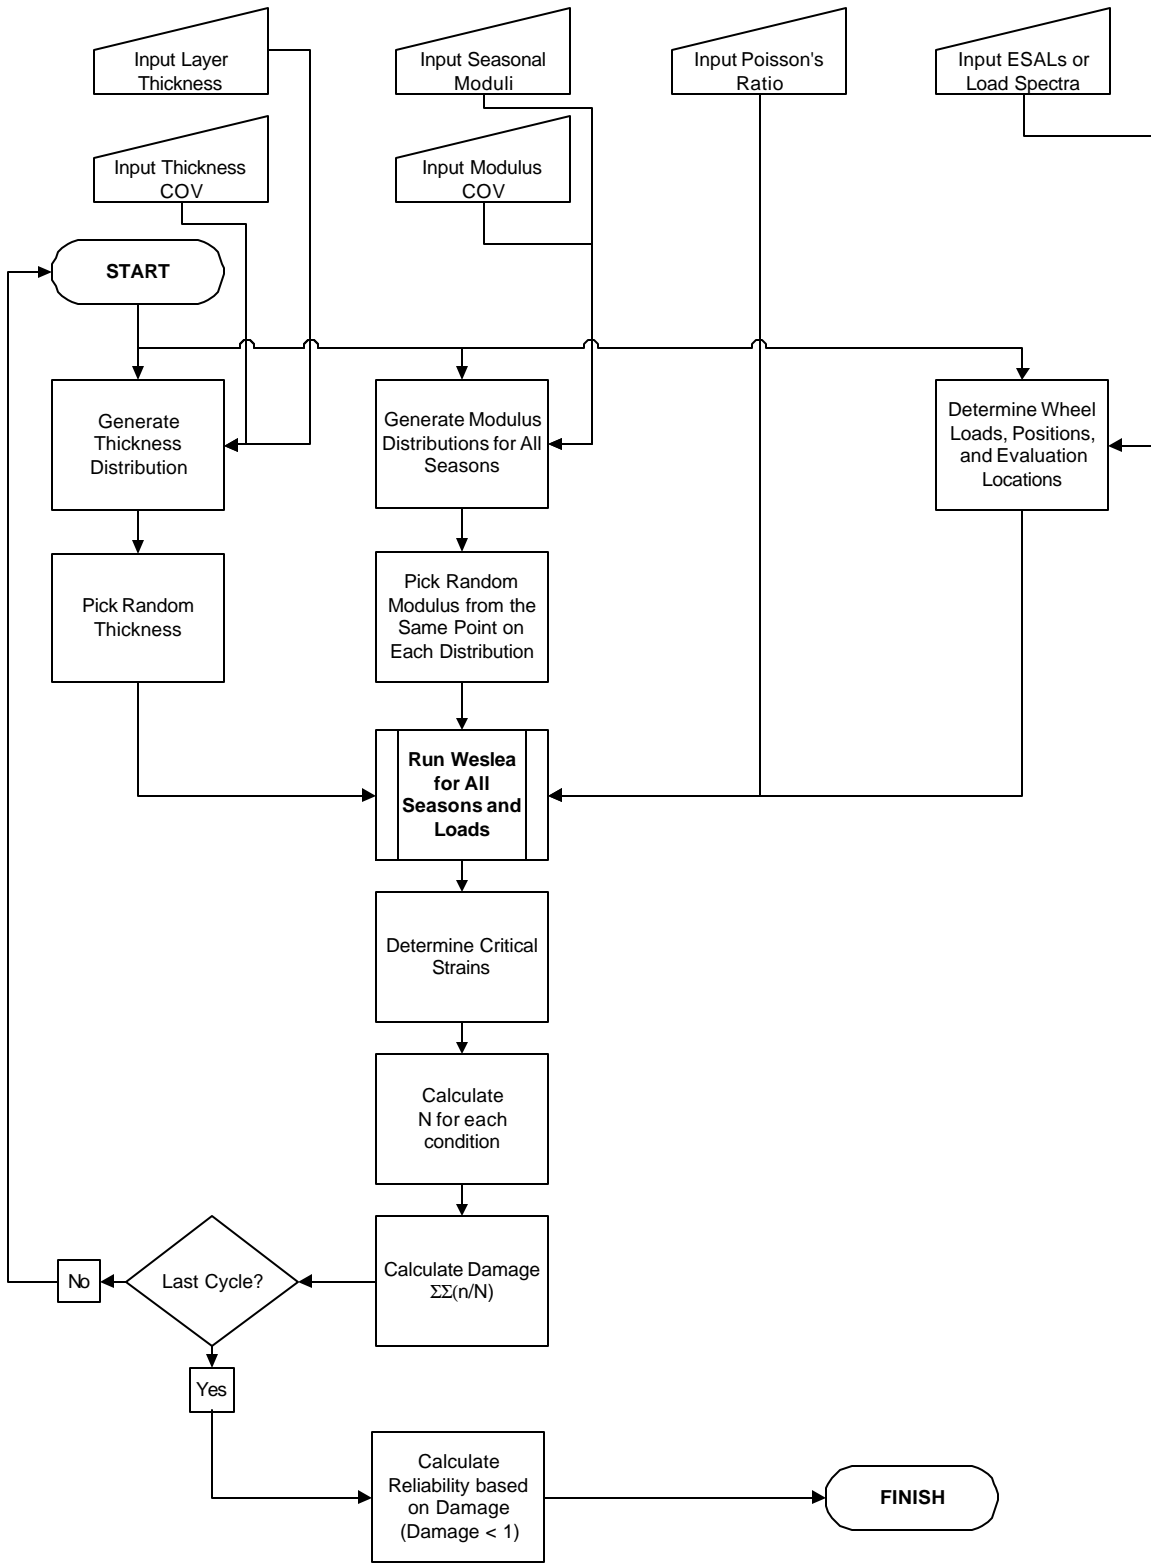 Input Layer
Thickness
Input Seasonal
Moduli
Input Poisson's
Ratio
Input ESALs or
Load Spectra
Input Thickness
COV
Input Modulus
COV
START
Generate
Thickness
Distribution
Generate Modulus
Distributions for All
Seasons
Determine Wheel
Loads, Positions,
and Evaluation
Locations
Pick Random
Thickness
Pick Random
Modulus from the
Same Point on
Each Distribution
Run Weslea
for All
Seasons and
Loads
Determine Critical
Strains
Calculate
N for each
condition
Calculate Damage
ΣΣ(n/N)
Last Cycle?
No
Yes
Calculate
Reliability based
on Damage
(Damage < 1)
FINISH